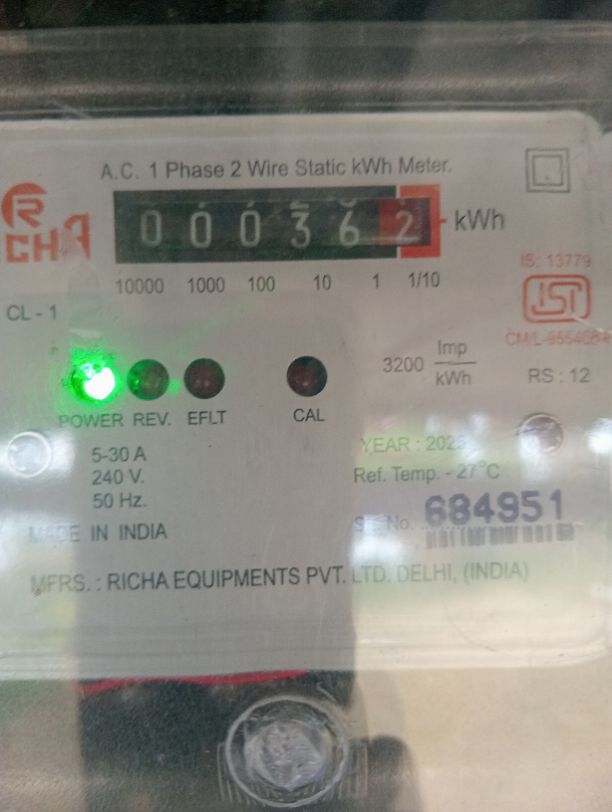 A.C. 1 Phase 2 Wire Static kWh Meter.
R
RICHA
0 0 0 3 6 2 kWh
10000 1000 100 10 1 1/10
IS: 13779
ISI
CL - 1
3200 Imp/kWh
RS : 12
POWER REV. EFLT CAL
5-30 A
240 V.
50 Hz.
YEAR :
Ref. Temp. - 27°C
MADE IN INDIA
No. 684951
MFRS. : RICHA EQUIPMENTS PVT. LTD. DELHI, (INDIA)